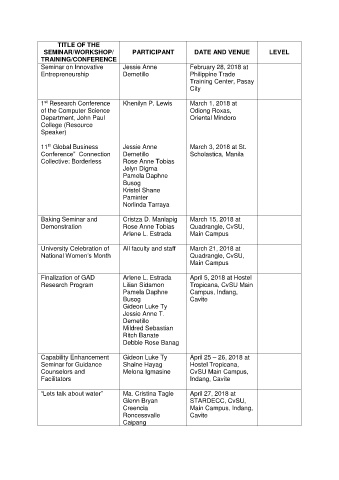 TITLE OF THE
SEMINAR/WORKSHOP/
TRAINING/CONFERENCE
PARTICIPANT
DATE AND VENUE
LEVEL
Seminar on Innovative
Entrepreneurship
Jessie Anne
Demetillo
February 28, 2018 at
Philippine Trade
Training Center, Pasay
City
1st Research Conference
of the Computer Science
Department, John Paul
College (Resource
Speaker)
Khenilyn P. Lewis
March 1, 2018 at
Odiong Roxas,
Oriental Mindoro
11th Global Business
Conference" Connection
Collective: Borderless
Jessie Anne
Demetillo
Rose Anne Tobias
Jelyn Digma
Pamela Daphne
Busog
Kristel Shane
Paminter
Norlinda Tarraya
March 3, 2018 at St.
Scholastica, Manila
Baking Seminar and
Demonstration
Cristza D. Manlapig
Rose Anne Tobias
Arlene L. Estrada
March 15, 2018 at
Quadrangle, CvSU,
Main Campus
University Celebration of
National Women's Month
All faculty and staff
March 21, 2018 at
Quadrangle, CvSU,
Main Campus
Finalization of GAD
Research Program
Arlene L. Estrada
Lilian Sidamon
Pamela Daphne
Busog
Gideon Luke Ty
Jessie Anne T.
Demetillo
Mildred Sebastian
Ritch Banate
Debbie Rose Banag
April 5, 2018 at Hostel
Tropicana, CvSU Main
Campus, Indang,
Cavite
Capability Enhancement
Seminar for Guidance
Counselors and
Facilitators
Gideon Luke Ty
Shaine Hayag
Melona Igmasine
April 25 – 26, 2018 at
Hostel Tropicana,
CvSU Main Campus,
Indang, Cavite
"Lets talk about water"
Ma. Cristina Tagle
Glenn Bryan
Creencia
Roncessvalle
Caipang
April 27, 2018 at
STARDECC, CvSU,
Main Campus, Indang,
Cavite